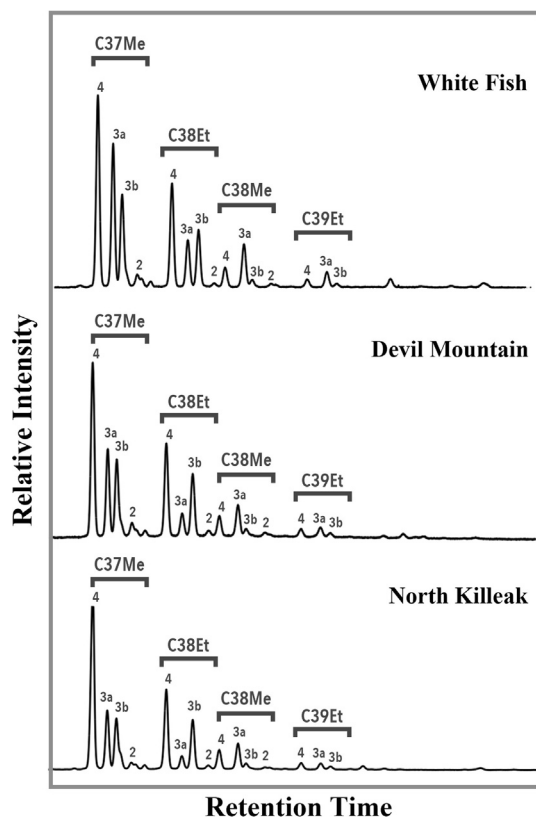 C37Me
White Fish
4
3a
3b
2
C38Et
4
3a
3b
2
C38Me
4
3a
3b
2
C39Et
4
3a
3b
C37Me
Devil Mountain
4
3a
3b
2
C38Et
4
3a
3b
2
C38Me
4
3a
3b
2
C39Et
4
3a
3b
C37Me
North Killeak
4
3a
3b
2
C38Et
4
3a
3b
2
C38Me
4
3a
3b
2
C39Et
4
3a
3b
Relative Intensity
Retention Time